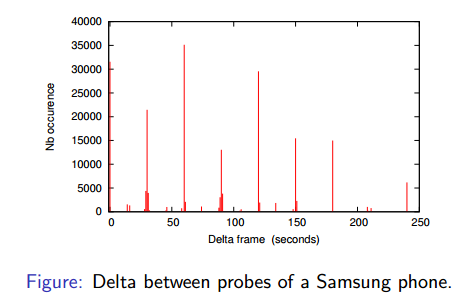 40000
35000
30000
25000
20000
15000
10000
5000
0
Nb occurence
0 50 100 150 200 250
Delta frame (seconds)
Figure: Delta between probes of a Samsung phone.